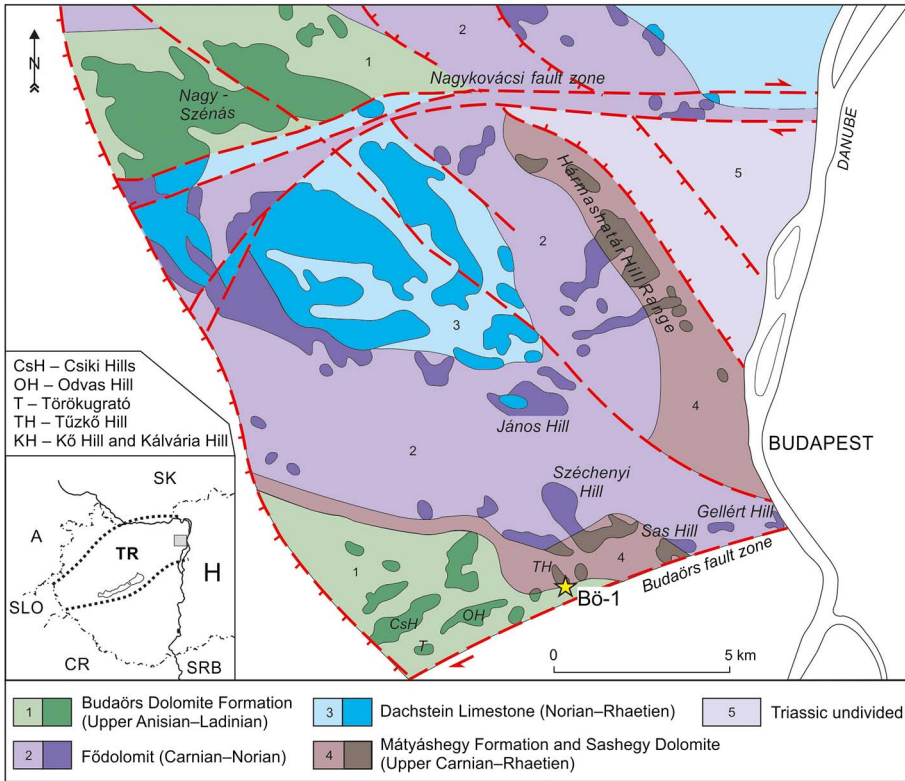 N
1
2
Nagykovácsi fault zone
Nagy -
Szénás
DANUBE
5
Hármashatár Hill Range
2
3
4
CsH – Csiki Hills
OH – Odvas Hill
T – Törökugrató
TH – Tűzkő Hill
KH – Kő Hill and Kálvária Hill
János Hill
BUDAPEST
2
Széchenyi
Hill
Gellért Hill
Sas Hill
SK
A
TR
H
SLO
CR
SRB
1
TH
4
Budaörs fault zone
Bö-1
CsH
OH
T
0
5 km
1
Budaörs Dolomite Formation
(Upper Anisian–Ladinian)
2
Fődolomit (Carnian–Norian)
3
Dachstein Limestone (Norian–Rhaetien)
4
Mátyáshegy Formation and Sashegy Dolomite
(Upper Carnian–Rhaetien)
5
Triassic undivided